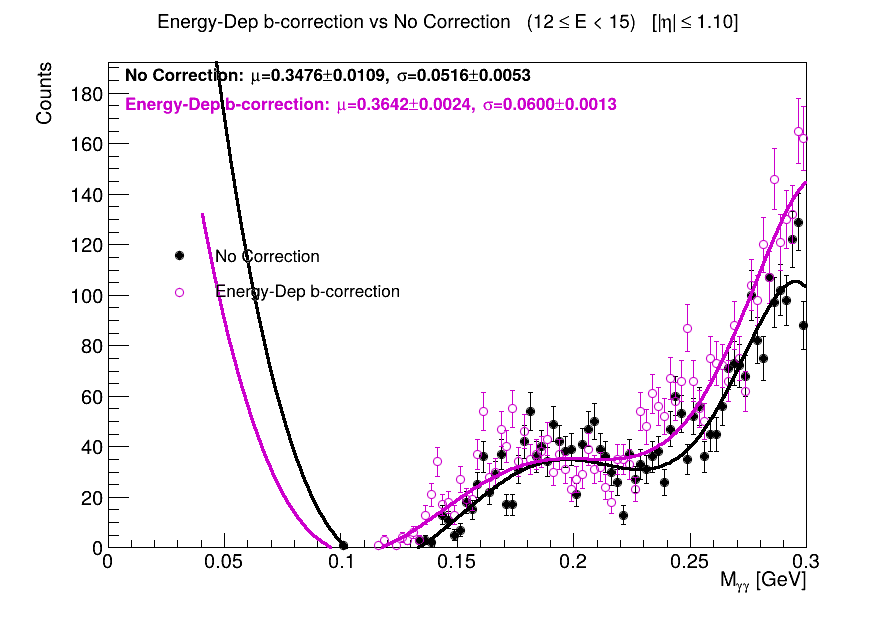 Energy-Dep b-correction vs No Correction (12 ≤ E < 15) [|η| ≤ 1.10]
Counts
No Correction: μ=0.3476±0.0109, σ=0.0516±0.0053
Energy-Dep b-correction: μ=0.3642±0.0024, σ=0.0600±0.0013
180
160
140
120
100
80
60
40
20
0
No Correction
Energy-Dep b-correction
0 0.05 0.1 0.15 0.2 0.25 0.3
Mγγ [GeV]